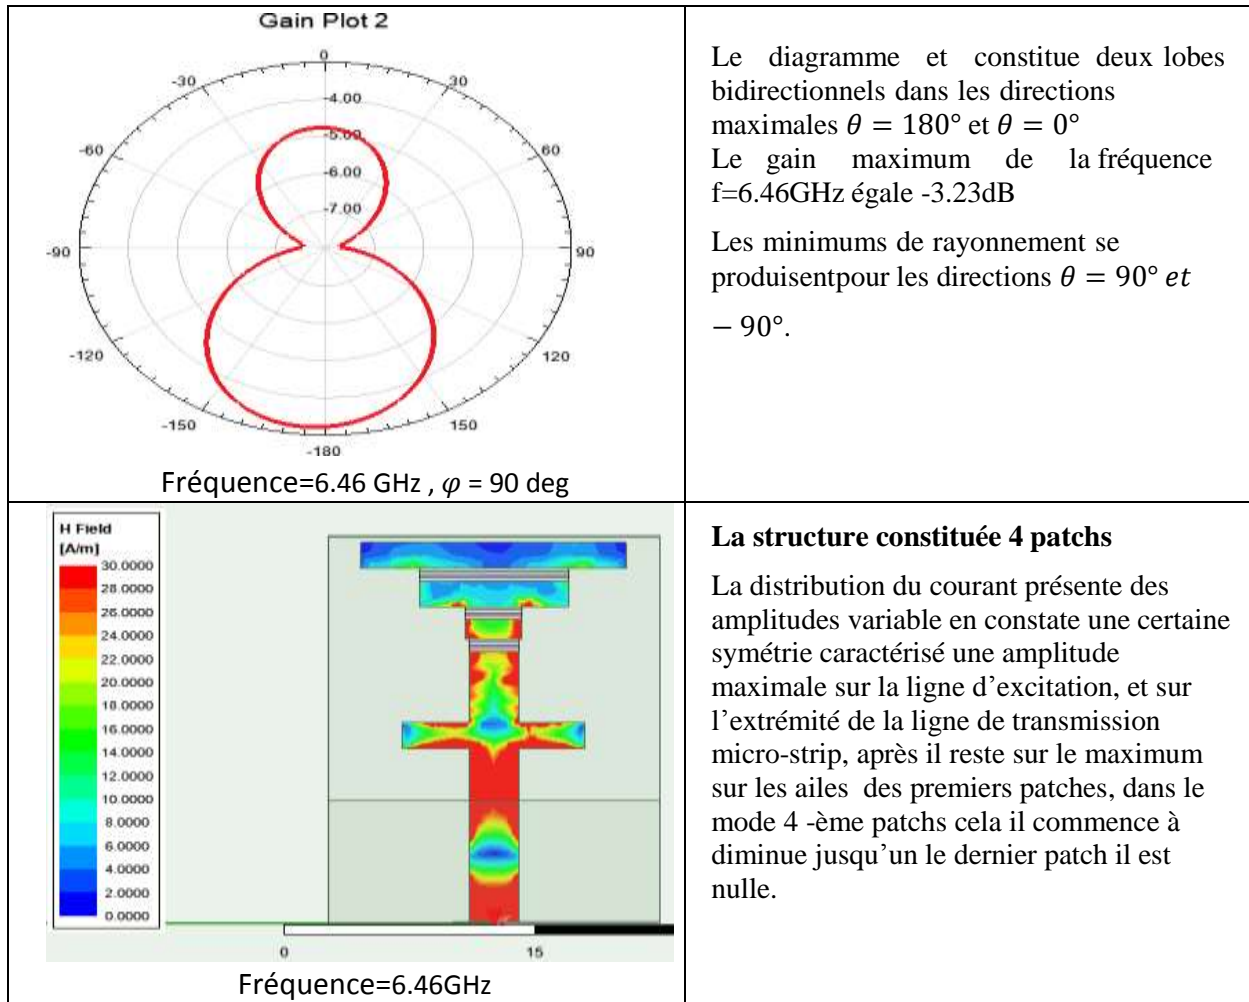 Gain Plot 2
0
-30
30
-4.00
-5.00
-60
60
-6.00
-7.00
-90
90
-120
120
-150
150
-180
Fréquence=6.46 GHz , φ = 90 deg
Le diagramme et constitue deux lobes
bidirectionnels dans les directions
maximales θ = 180° et θ = 0°
Le gain maximum de la fréquence
f=6.46GHz égale -3.23dB
Les minimums de rayonnement se
produisentpour les directions θ = 90° et
− 90°.
H Field
[A/m]
30.0000
28.0000
26.0000
24.0000
22.0000
20.0000
18.0000
16.0000
14.0000
12.0000
10.0000
8.0000
6.0000
4.0000
2.0000
0.0000
0
15
Fréquence=6.46GHz
La structure constituée 4 patchs
La distribution du courant présente des
amplitudes variable en constate une certaine
symétrie caractérisé une amplitude
maximale sur la ligne d’excitation, et sur
l’extrémité de la ligne de transmission
micro-strip, après il reste sur le maximum
sur les ailes des premiers patches, dans le
mode 4 -ème patchs cela il commence à
diminue jusqu’un le dernier patch il est
nulle.